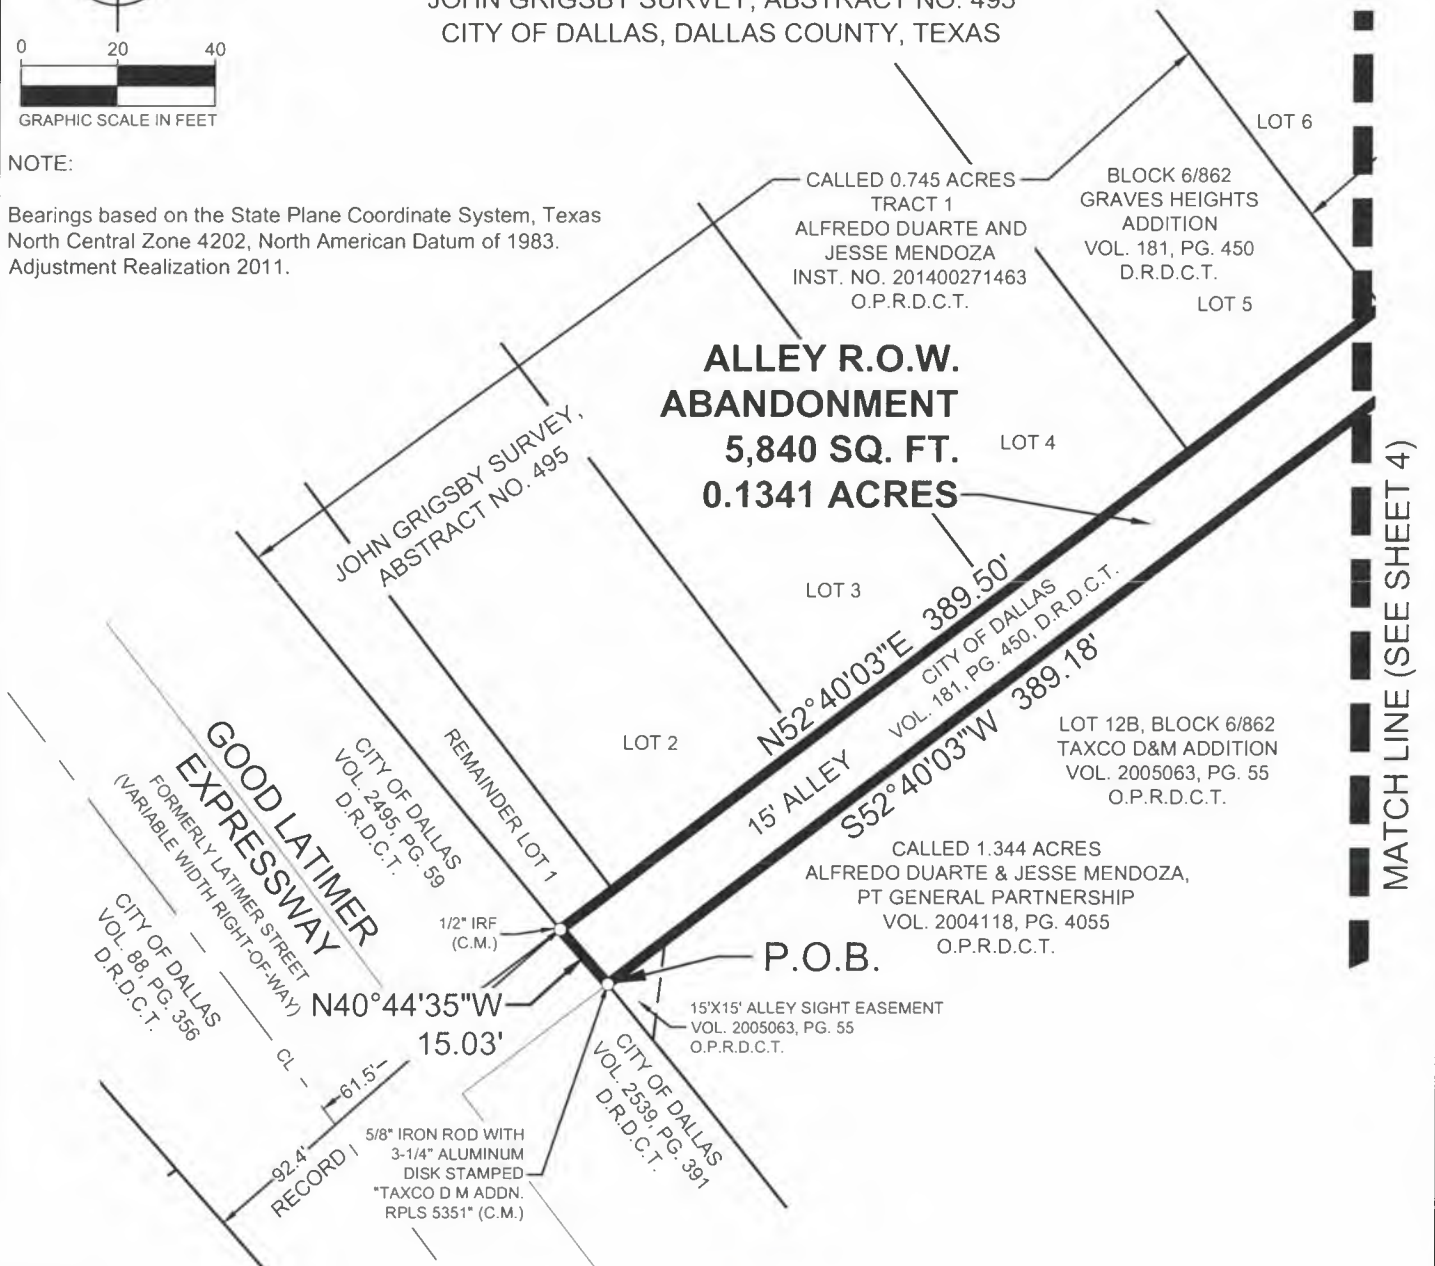 JOHN GRIGSBY SURVEY, ABSTRACT NO. 495
CITY OF DALLAS, DALLAS COUNTY, TEXAS
0 20 40
GRAPHIC SCALE IN FEET
NOTE:
Bearings based on the State Plane Coordinate System, Texas
North Central Zone 4202, North American Datum of 1983.
Adjustment Realization 2011.
LOT 6
CALLED 0.745 ACRES
TRACT 1
ALFREDO DUARTE AND
JESSE MENDOZA
INST. NO. 201400271463
O.P.R.D.C.T.
BLOCK 6/862
GRAVES HEIGHTS
ADDITION
VOL. 181, PG. 450
D.R.D.C.T.
LOT 5
ALLEY R.O.W.
ABANDONMENT
5,840 SQ. FT.
0.1341 ACRES
LOT 4
JOHN GRIGSBY SURVEY,
ABSTRACT NO. 495
LOT 3
N52°40'03"E 389.50'
CITY OF DALLAS
VOL. 181, PG. 450, D.R.D.C.T.
15' ALLEY
S52°40'03"W 389.18'
MATCH LINE (SEE SHEET 4)
LOT 2
LOT 12B, BLOCK 6/862
TAXCO D&M ADDITION
VOL. 2005063, PG. 55
O.P.R.D.C.T.
REMAINDER LOT 1
CITY OF DALLAS
VOL. 2495, PG. 59
D.R.D.C.T.
GOOD LATIMER
EXPRESSWAY
FORMERLY LATIMER STREET
(VARIABLE WIDTH RIGHT-OF-WAY)
CITY OF DALLAS
VOL. 88, PG. 356
D.R.D.C.T.
CALLED 1.344 ACRES
ALFREDO DUARTE & JESSE MENDOZA,
PT GENERAL PARTNERSHIP
VOL. 2004118, PG. 4055
O.P.R.D.C.T.
1/2" IRF
(C.M.)
P.O.B.
N40°44'35"W
15.03'
15'X15' ALLEY SIGHT EASEMENT
VOL. 2005063, PG. 55
O.P.R.D.C.T.
CITY OF DALLAS
VOL. 2539, PG. 391
D.R.D.C.T.
CL
61.5'
92.4'
RECORD
5/8" IRON ROD WITH
3-1/4" ALUMINUM
DISK STAMPED
"TAXCO D M ADDN.
RPLS 5351" (C.M.)